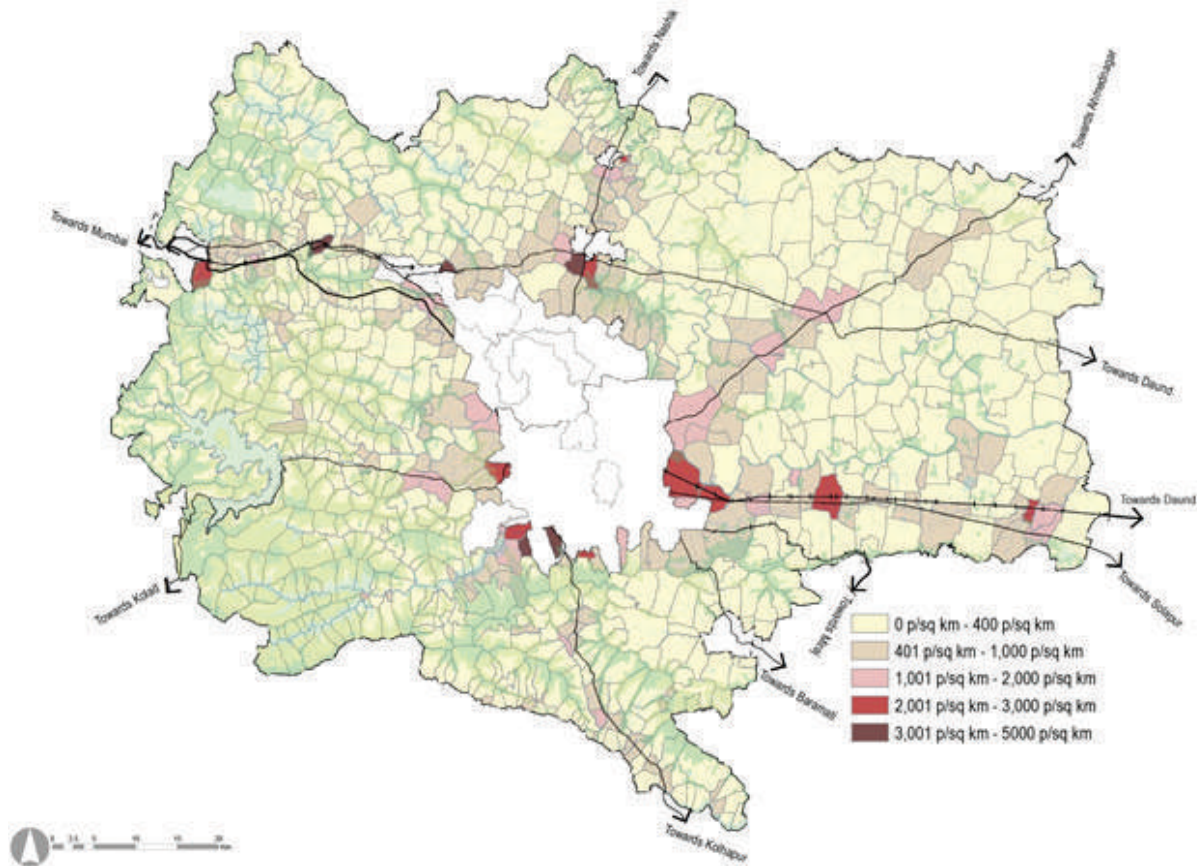 Towards Nashik
Towards Ahmednagar
Towards Mumbai
Towards Daund
Towards Daund
Towards Solapur
Towards Kolad
Towards Miraj
Towards Baramati
Towards Kolhapur
0 p/sq km - 400 p/sq km
401 p/sq km - 1,000 p/sq km
1,001 p/sq km - 2,000 p/sq km
2,001 p/sq km - 3,000 p/sq km
3,001 p/sq km - 5000 p/sq km